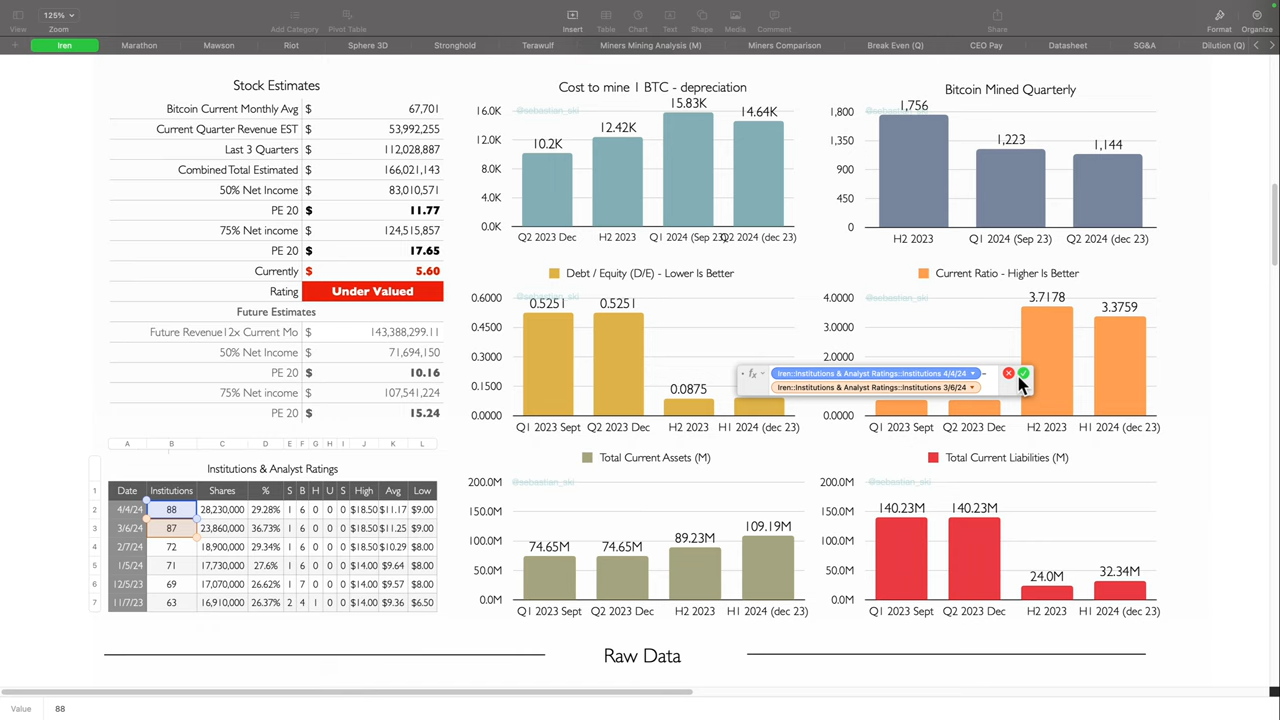 125%
View
Zoom
Add Category
Pivot Table
Insert
Table
Chart
Text
Shape
Media
Comment
Share
Format
Organize
Iren
Marathon
Mawson
Riot
Sphere 3D
Stronghold
Terawulf
Miners Mining Analysis (M)
Miners Comparison
Break Even (Q)
CEO Pay
Datasheet
SG&A
Dilution (Q)
Stock Estimates
Bitcoin Current Monthly Avg $ 67,701
Current Quarter Revenue EST $ 53,992,255
Last 3 Quarters $ 112,028,887
Combined Total Estimated $ 166,021,143
50% Net Income $ 83,010,571
PE 20 $ 11.77
75% Net Income $ 124,515,857
PE 20 $ 17.65
Currently $ 5.60
Rating Under Valued
Future Estimates
Future Revenue12x Current Mo $ 143,388,299.11
50% Net Income $ 71,694,150
PE 20 $ 10.16
75% Net Income $ 107,541,224
PE 20 $ 15.24
Cost to mine 1 BTC - depreciation
@sebastian_ski
16.0K
12.0K
8.0K
4.0K
0.0K
10.2K
12.42K
15.83K
14.64K
Q2 2023 Dec
H2 2023
Q1 2024 (Sep 23)
Q2 2024 (dec 23)
Bitcoin Mined Quarterly
@sebastian_ski
1,800
1,350
900
450
0
1,756
1,223
1,144
H2 2023
Q1 2024 (Sep 23)
Q2 2024 (dec 23)
Debt / Equity (D/E) - Lower Is Better
@sebastian_ski
0.6000
0.4500
0.3000
0.1500
0.0000
0.5251
0.5251
0.0875
Q1 2023 Sept
Q2 2023 Dec
H2 2023
H1 2024 (dec 23)
Current Ratio - Higher Is Better
@sebastian_ski
4.0000
3.0000
2.0000
0.0000
3.7178
3.3759
Q1 2023 Sept
Q2 2023 Dec
H2 2023
H1 2024 (dec 23)
fx
Iren::Institutions & Analyst Ratings::Institutions 4/4/24 −
Iren::Institutions & Analyst Ratings::Institutions 3/6/24
A B C D E F G H I J K L
Institutions & Analyst Ratings
1 Date Institutions Shares % S B H U S High Avg Low
2 4/4/24 88 28,230,000 29.28% 1 6 0 0 0 $18.50 $11.17 $9.00
3 3/6/24 87 23,860,000 36.73% 1 6 0 0 0 $18.50 $11.25 $9.00
4 2/7/24 72 18,900,000 29.34% 1 6 0 0 0 $18.50 $10.29 $8.00
5 1/5/24 71 17,730,000 27.6% 1 6 0 0 0 $14.00 $9.64 $8.00
6 12/5/23 69 17,070,000 26.62% 1 7 0 0 0 $14.00 $9.57 $8.00
7 11/7/23 63 16,910,000 26.37% 2 4 1 0 0 $14.00 $9.36 $6.50
Total Current Assets (M)
@sebastian_ski
200.0M
150.0M
100.0M
50.0M
0.0M
74.65M
74.65M
89.23M
109.19M
Q1 2023 Sept
Q2 2023 Dec
H2 2023
H1 2024 (dec 23)
Total Current Liabilities (M)
@sebastian_ski
200.0M
150.0M
100.0M
50.0M
0.0M
140.23M
140.23M
24.0M
32.34M
Q1 2023 Sept
Q2 2023 Dec
H2 2023
H1 2024 (dec 23)
Raw Data
Value 88